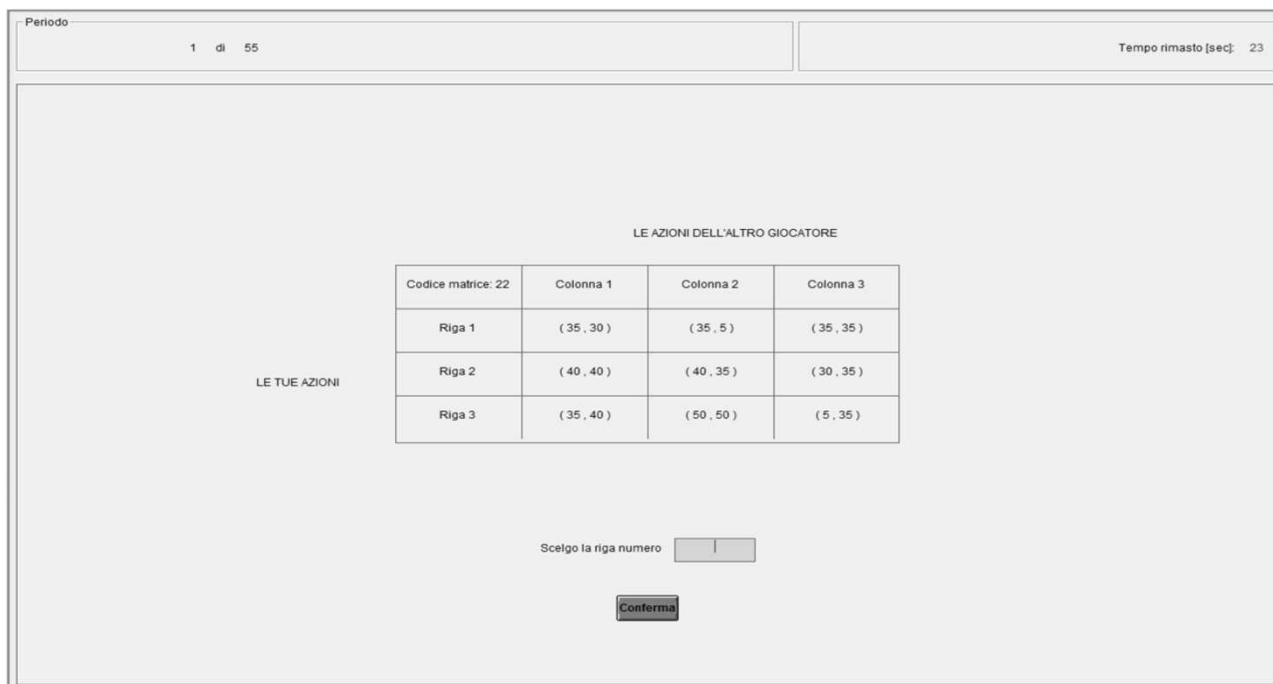 Periodo
1 di 55
Tempo rimasto [sec]: 23
LE AZIONI DELL'ALTRO GIOCATORE
Codice matrice: 22 Colonna 1 Colonna 2 Colonna 3
Riga 1 ( 35 , 30 ) ( 35 , 5 ) ( 35 , 35 )
LE TUE AZIONI
Riga 2 ( 40 , 40 ) ( 40 , 35 ) ( 30 , 35 )
Riga 3 ( 35 , 40 ) ( 50 , 50 ) ( 5 , 35 )
Scelgo la riga numero
Conferma